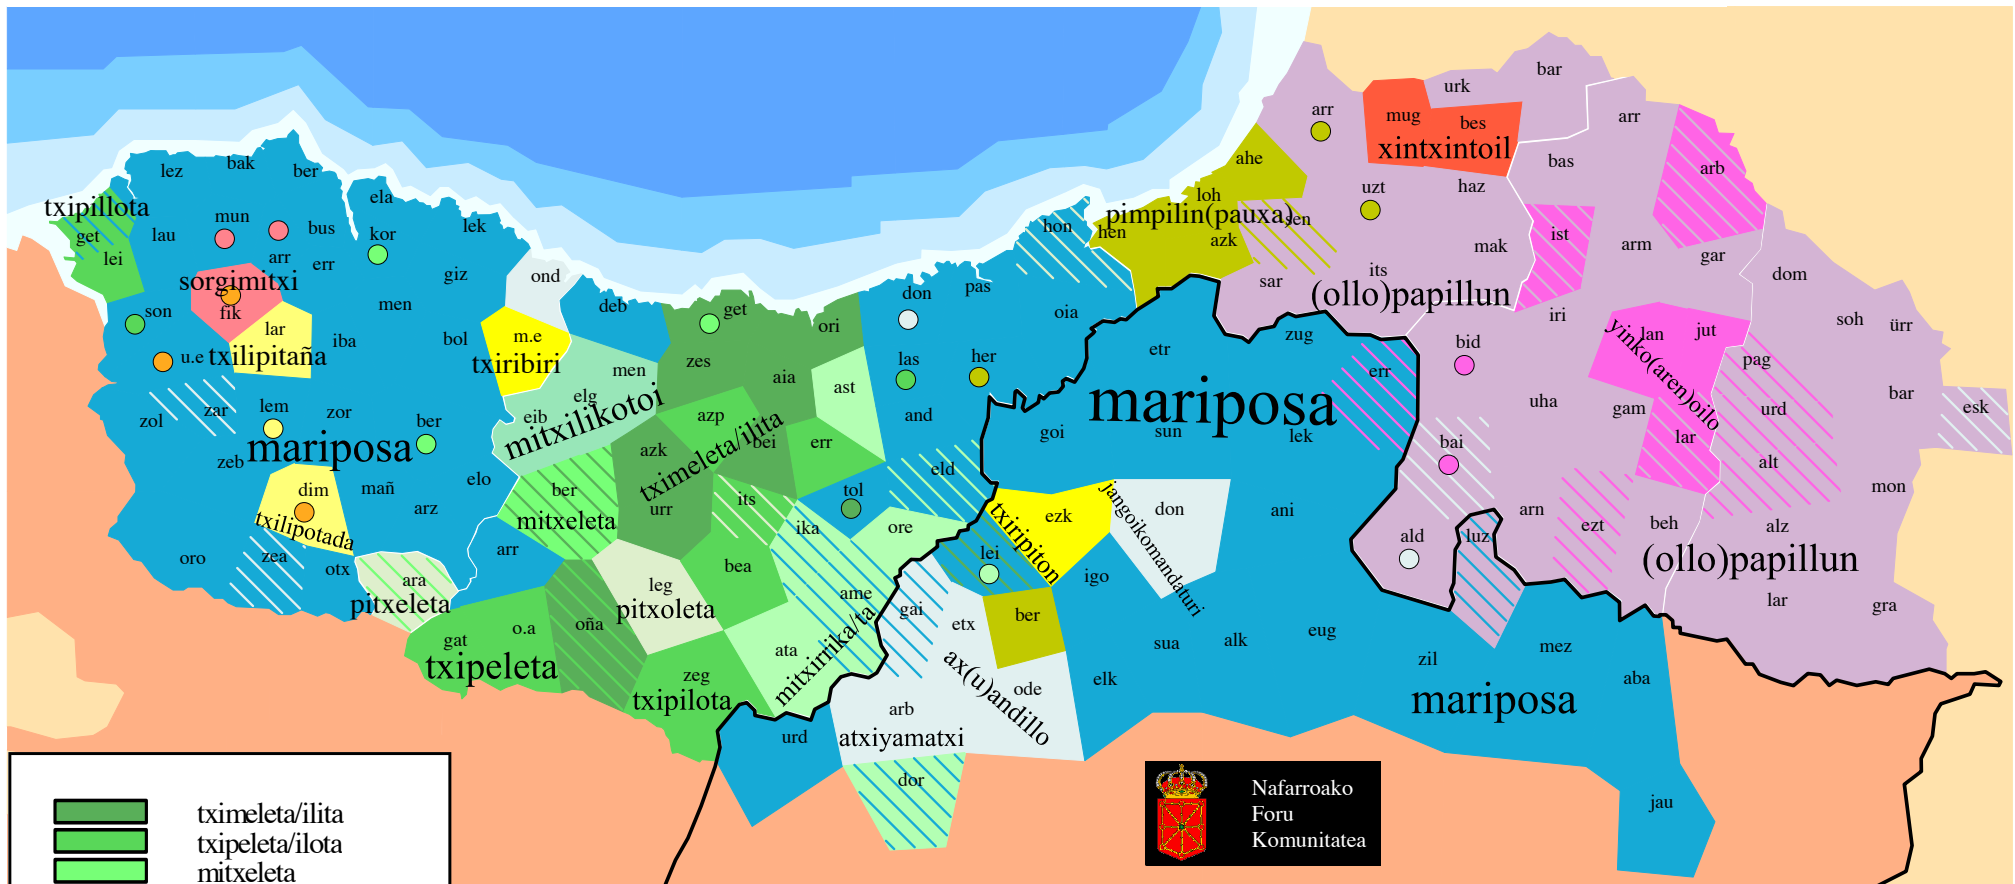 bar
urk
arr
mug
bes
xintxintoil
arr
bas
arb
lez
bak
ber
ela
ahe
uzt
haz
loh
txipillota
mun
lau
bus
lek
kor
hon
hen
pimpilin(pauxa)
sen
azk
mak
ist
arm
gar
get
lei
arr
err
giz
sorgimitxi
ond
don
pas
sar
its
(ollo)papillun
dom
son
fik
men
deb
get
ori
oia
iri
soh
ürr
lar
iba
bol
m.e
txiribiri
zug
lan
jut
yinko(aren)oilo
u.e
txilipitaña
zes
men
las
her
etr
bid
pag
err
aia
ast
elg
mitxilikotoi
eib
mariposa
uha
gam
urd
bar
esk
zol
zar
lem
zor
ber
azp
and
mariposa
zeb
tximeleta/ilita
azk
bei
err
goi
sun
lek
bai
lar
alt
eld
elo
mon
dim
mañ
arz
ber
mitxeleta
its
tol
urr
ika
ore
txiripiton
ezk
jangoikomandaturi
don
ani
arn
ezt
beh
alz
txilipotada
oro
zea
otx
arr
lei
ald
luz
(ollo)papillun
ara
pitxeleta
leg
pitxoleta
bea
ame
igo
lar
gra
gat
o.a
oña
txipeleta
ata
mitxirrika/ta
gai
etx
ber
sua
alk
eug
zil
mez
zeg
txipilota
ax(u)andillo
ode
elk
aba
mariposa
arb
atxiyamatxi
urd
dor
jau
Nafarroako
Foru
Komunitatea
tximeleta/ilita
txipeleta/ilota
mitxeleta